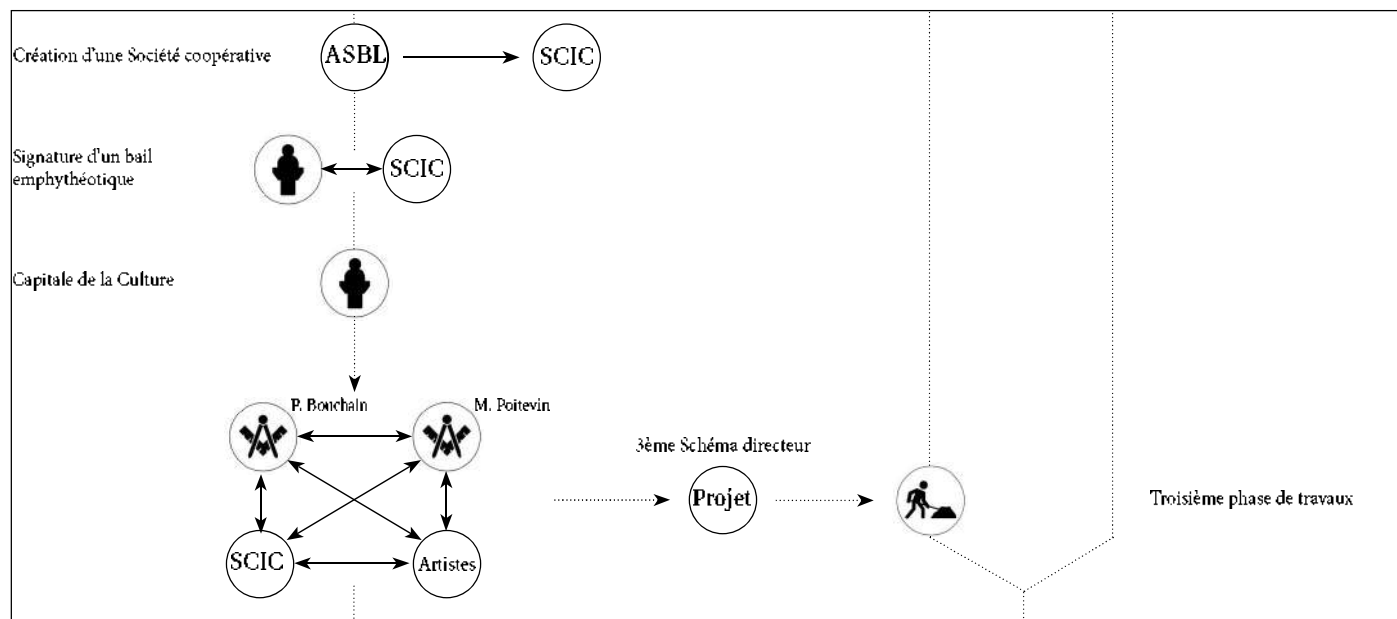 Création d'une Société coopérative
ASBL
SCIC
Signature d'un bail
emphythéotique
SCIC
Capitale de la Culture
P. Bouchain
M. Poitevin
3ème Schéma directeur
Projet
Troisième phase de travaux
SCIC
Artistes